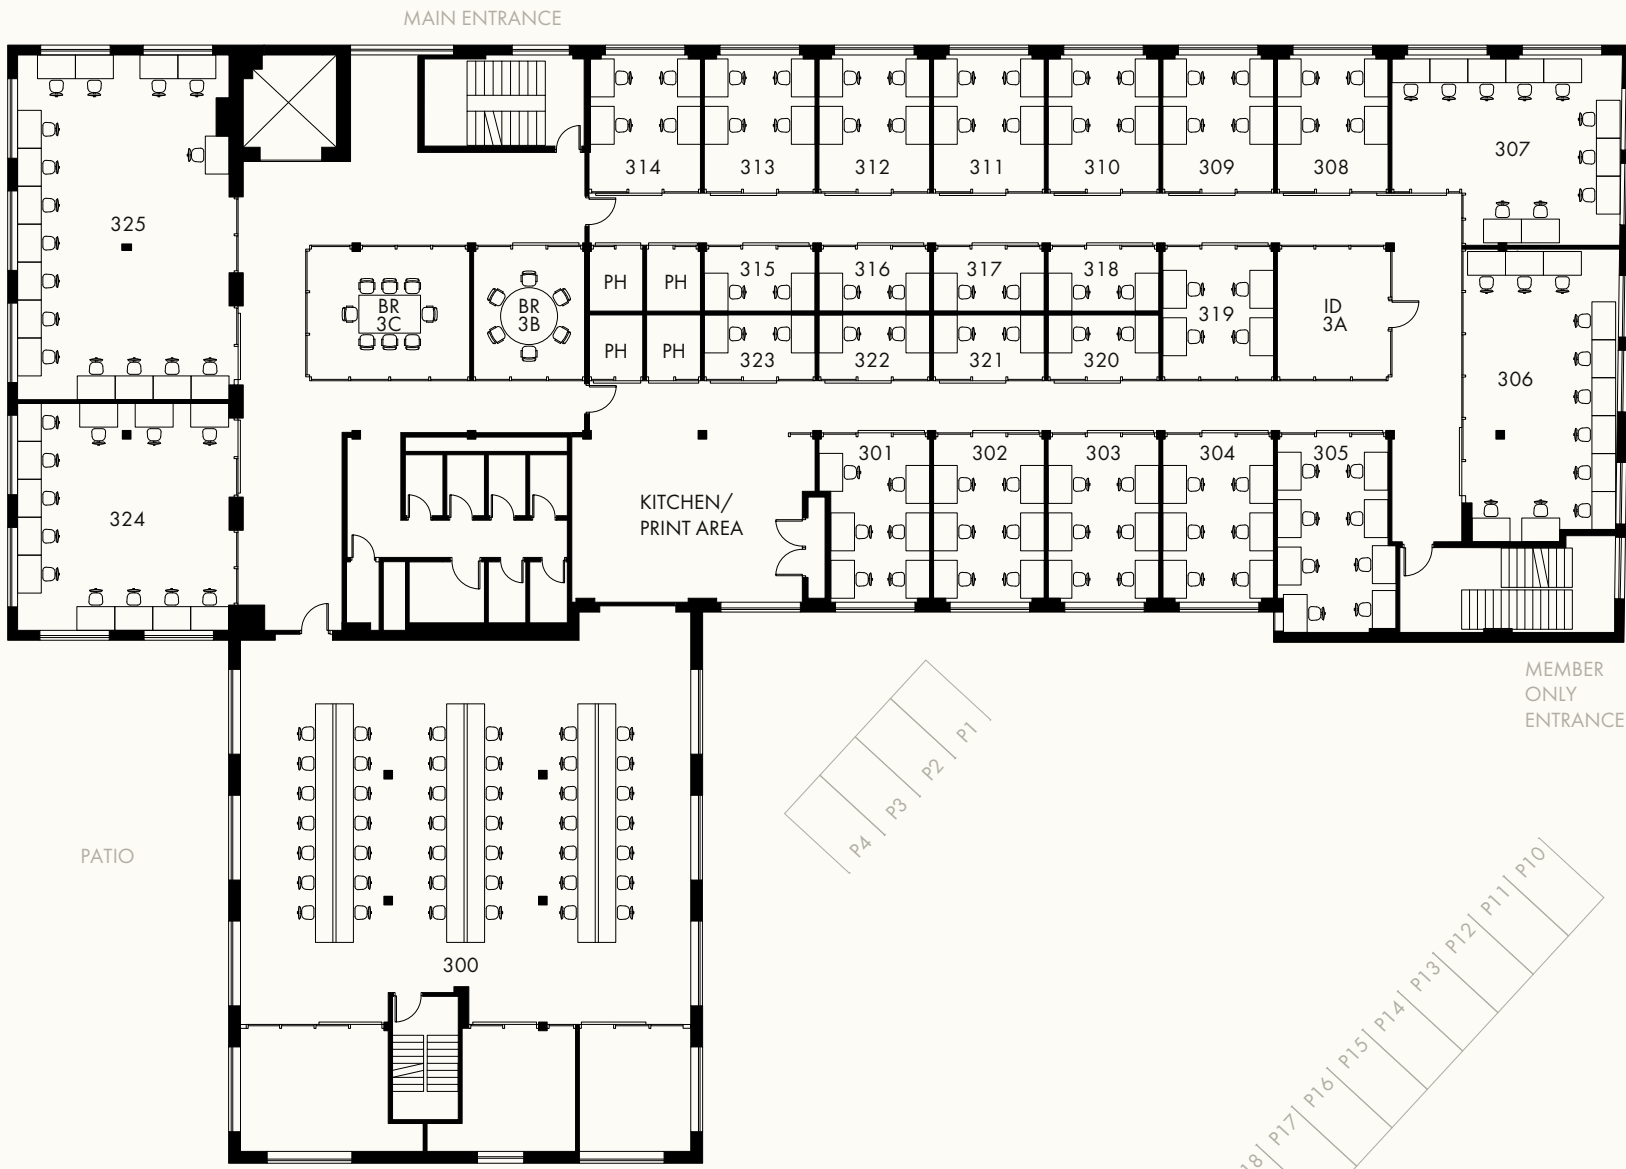 MAIN ENTRANCE
314
313
312
311
310
309
308
307
325
PH
PH
315
316
317
318
319
ID
3A
BR
3C
BR
3B
PH
PH
323
322
321
320
306
301
302
303
304
305
KITCHEN/
PRINT AREA
324
MEMBER
ONLY
ENTRANCE
P1
P2
P3
P4
PATIO
300
P10
P11
P12
P13
P14
P15
P16
P17